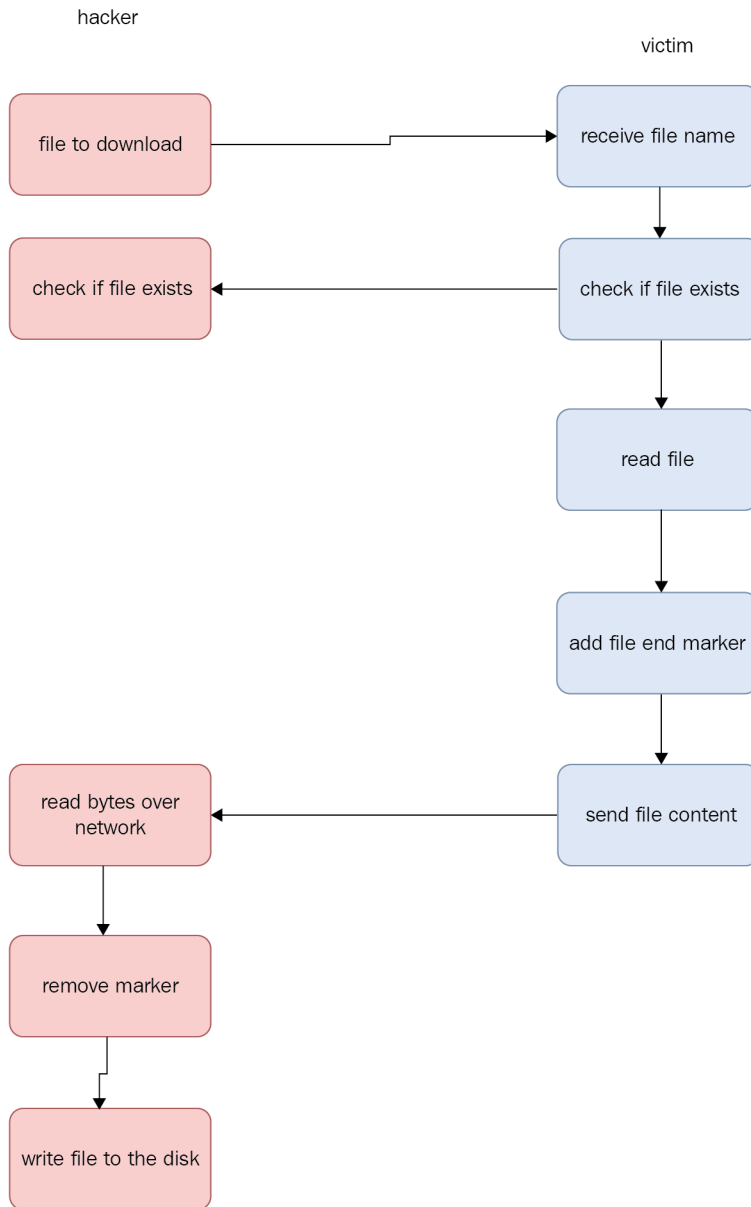 hacker
victim
file to download
receive file name
check if file exists
check if file exists
read file
add file end marker
read bytes over
network
send file content
remove marker
write file to the disk